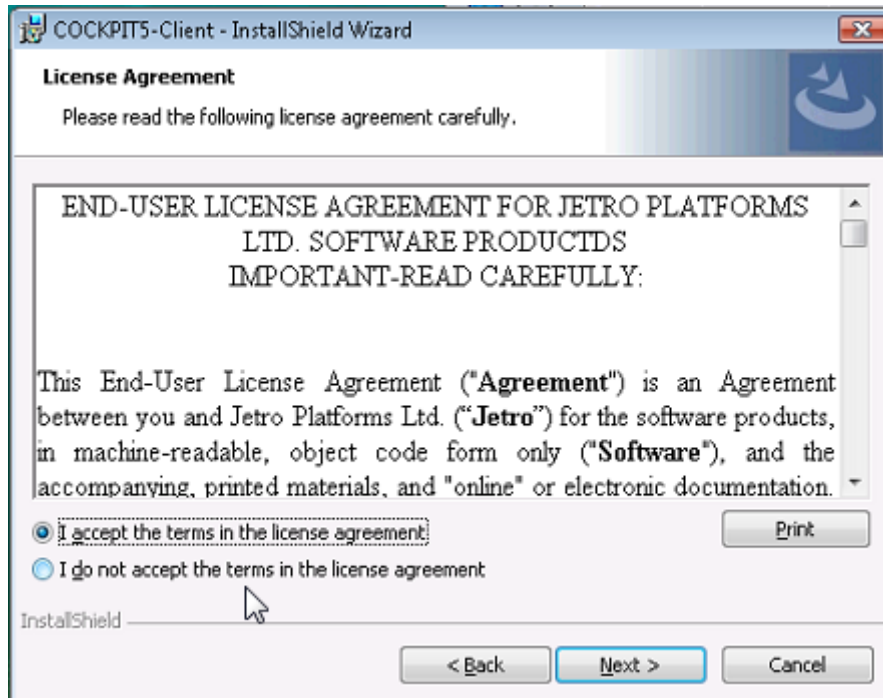 COCKPIT5-Client - InstallShield Wizard
License Agreement
Please read the following license agreement carefully.
END-USER LICENSE AGREEMENT FOR JETRO PLATFORMS
LTD. SOFTWARE PRODUCTDS
IMPORTANT-READ CAREFULLY:
This End-User License Agreement ("Agreement") is an Agreement
between you and Jetro Platforms Ltd. (“Jetro”) for the software products,
in machine-readable, object code form only ("Software"), and the
accompanying, printed materials, and "online" or electronic documentation.
I accept the terms in the license agreement
Print
I do not accept the terms in the license agreement
InstallShield
< Back
Next >
Cancel